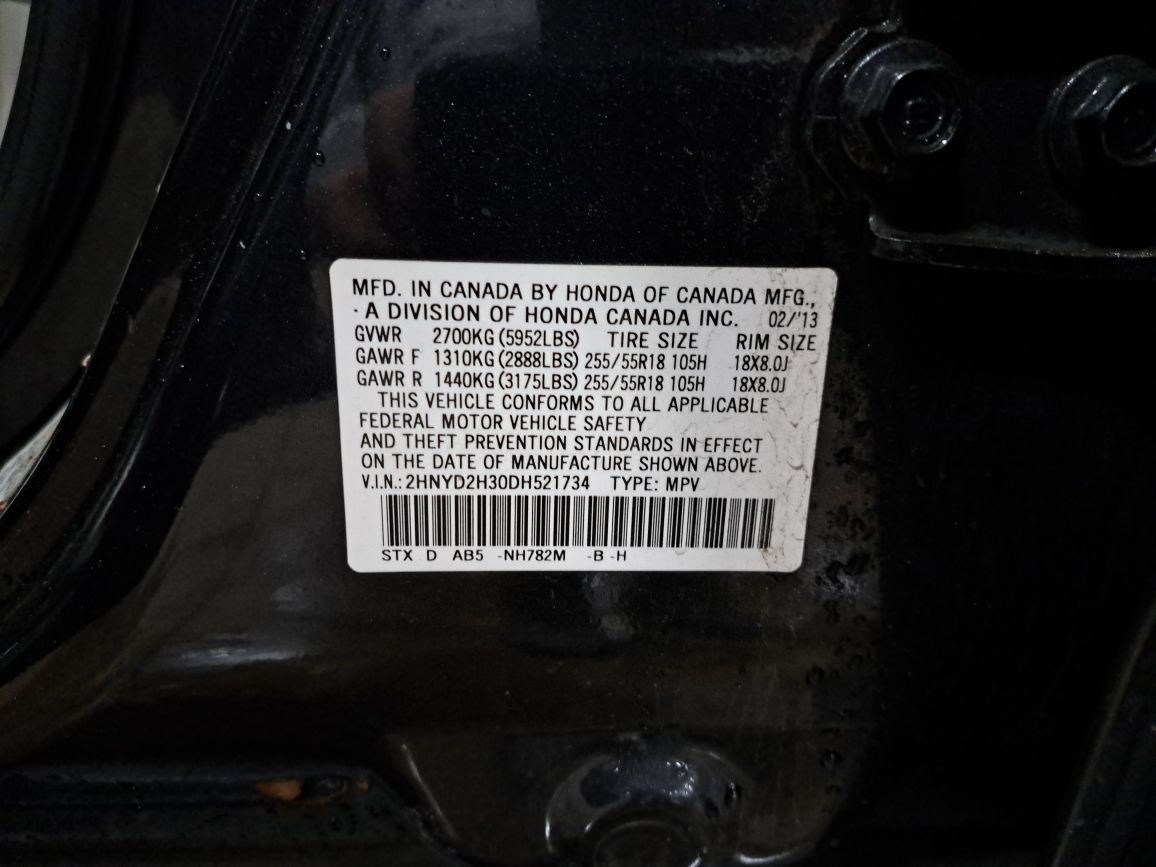 MFD. IN CANADA BY HONDA OF CANADA MFG.,
A DIVISION OF HONDA CANADA INC. 02/'13
GVWR 2700KG (5952LBS) TIRE SIZE RIM SIZE
GAWR F 1310KG (2888LBS) 255/55R18 105H 18X8.0J
GAWR R 1440KG (3175LBS) 255/55R18 105H 18X8.0J
THIS VEHICLE CONFORMS TO ALL APPLICABLE
FEDERAL MOTOR VEHICLE SAFETY
AND THEFT PREVENTION STANDARDS IN EFFECT
ON THE DATE OF MANUFACTURE SHOWN ABOVE.
V.I.N.: 2HNYD2H30DH521734 TYPE: MPV
STX D AB5 -NH782M -B -H